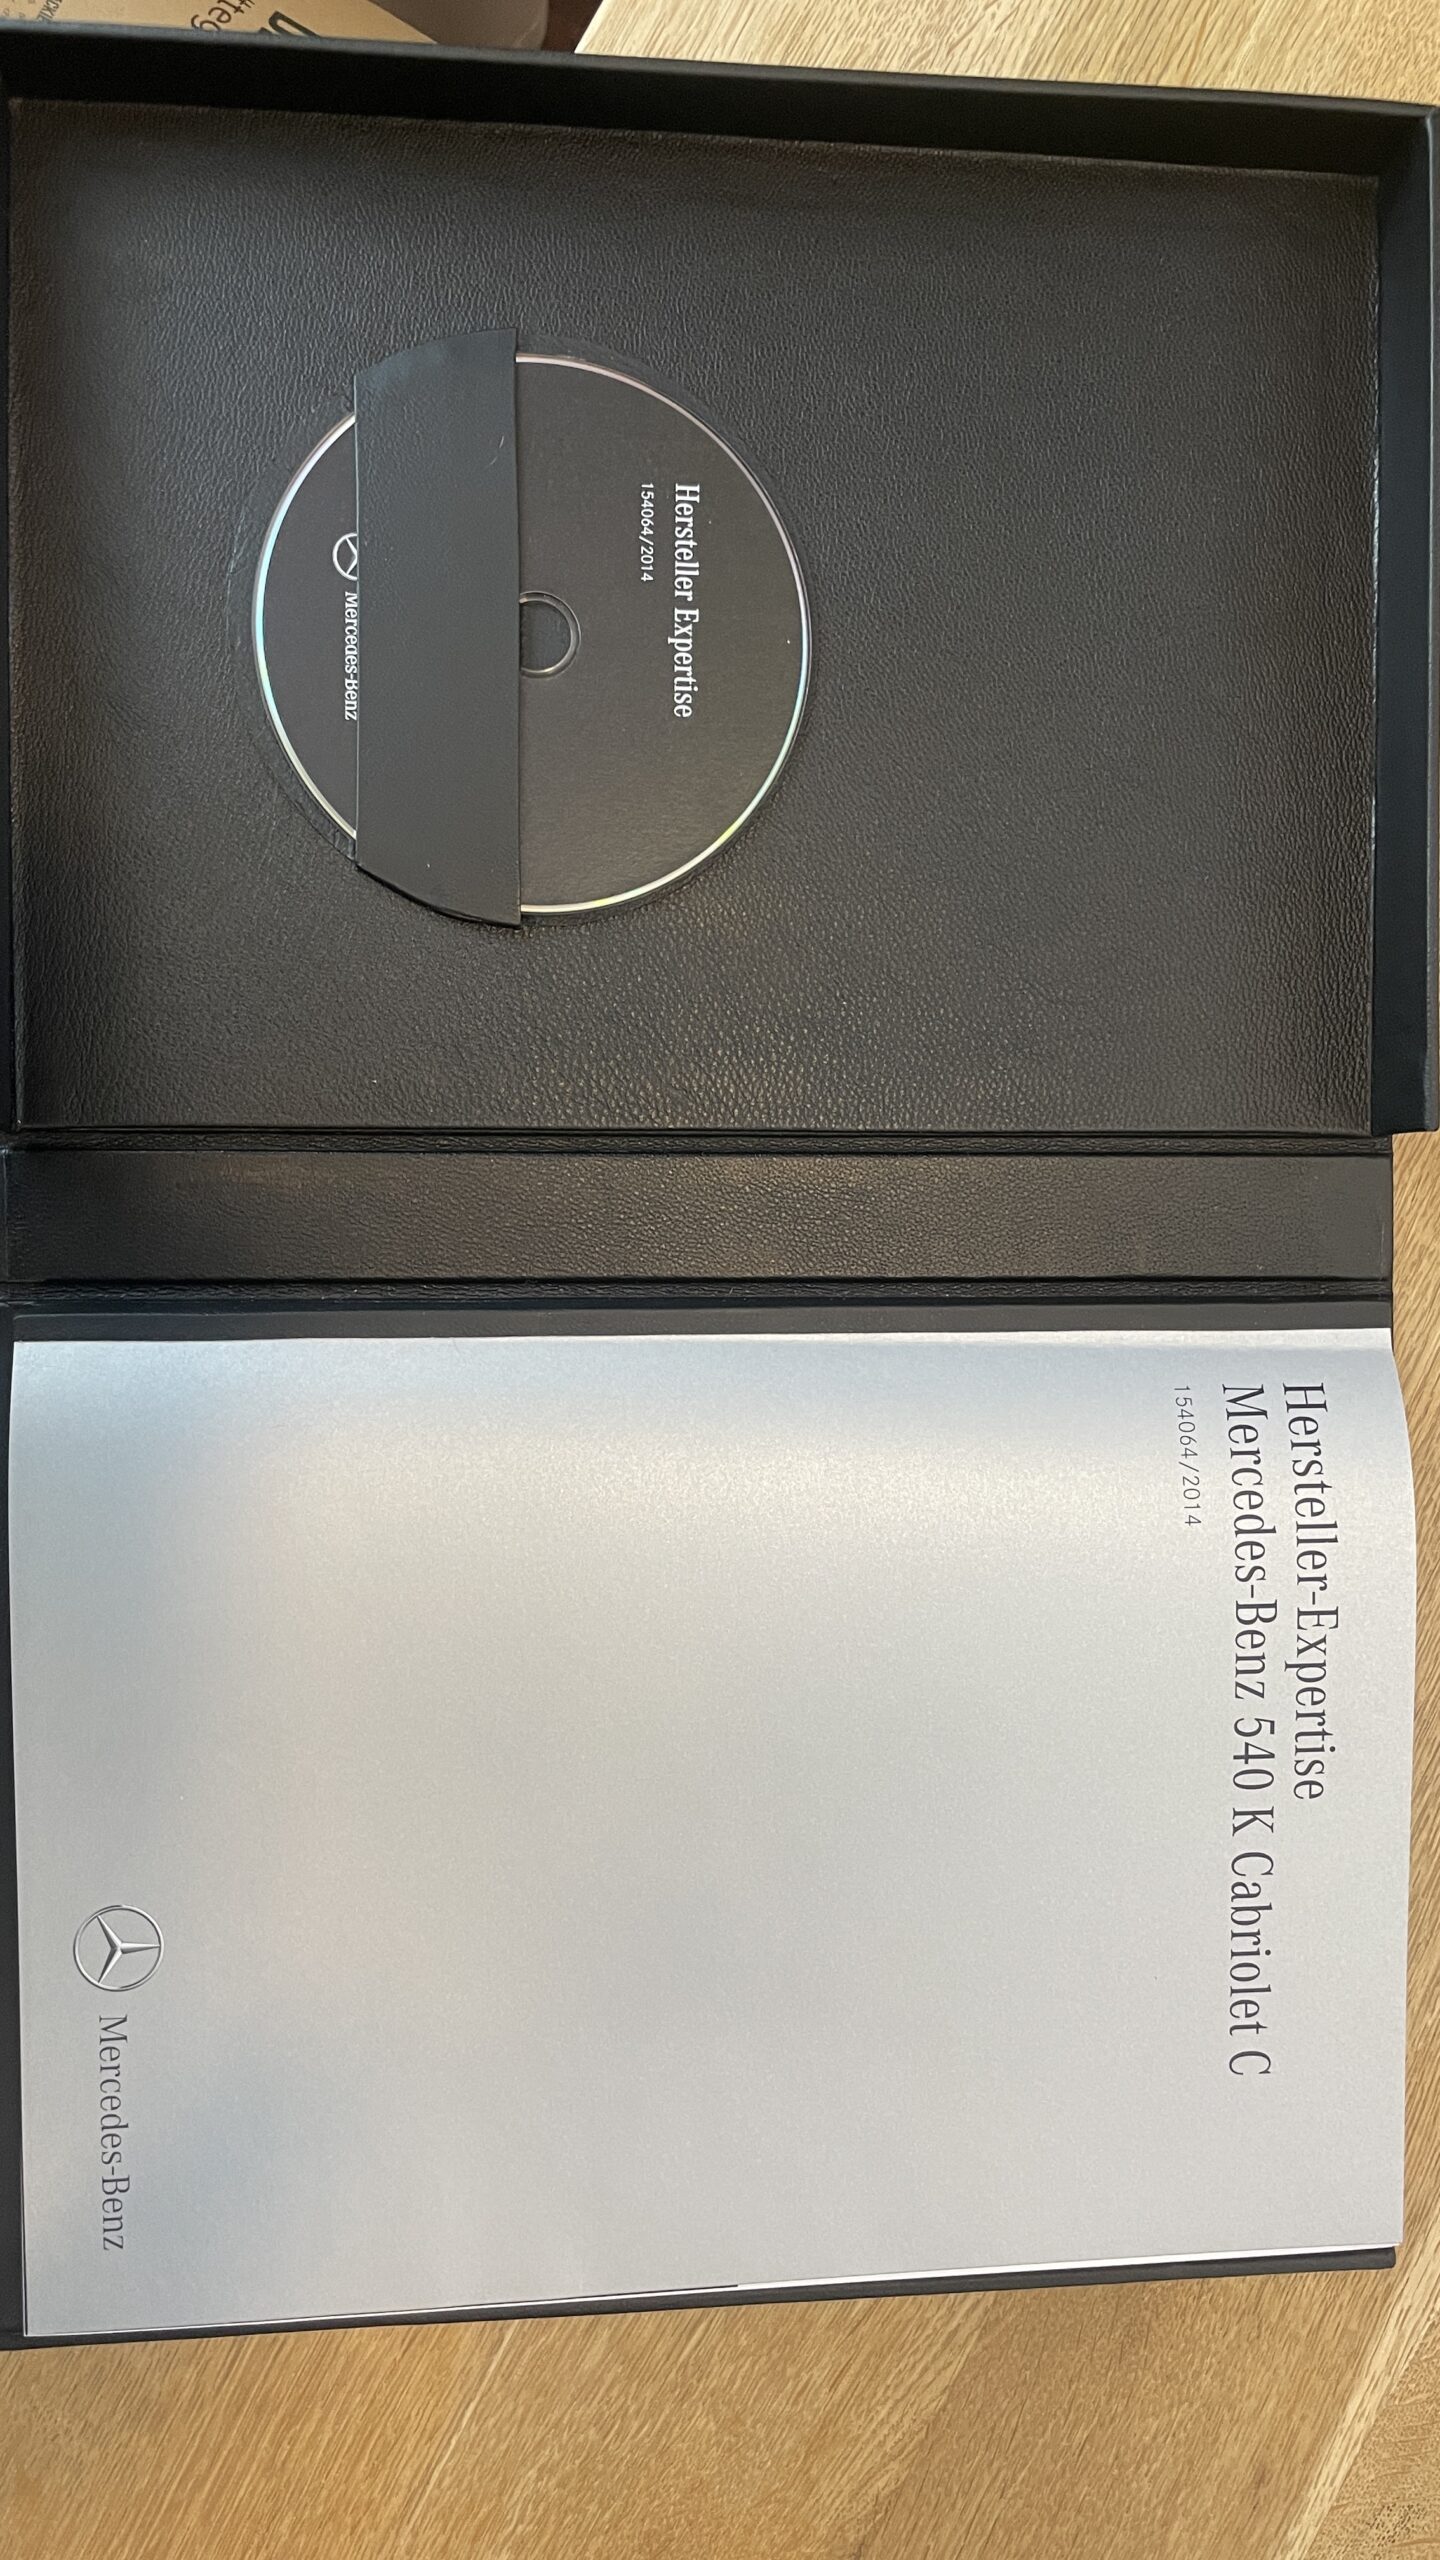 Hersteller Expertise
154064/2014
Mercedes-Benz
Hersteller-Expertise
Mercedes-Benz 540 K Cabriolet C
154064/2014
Mercedes-Benz